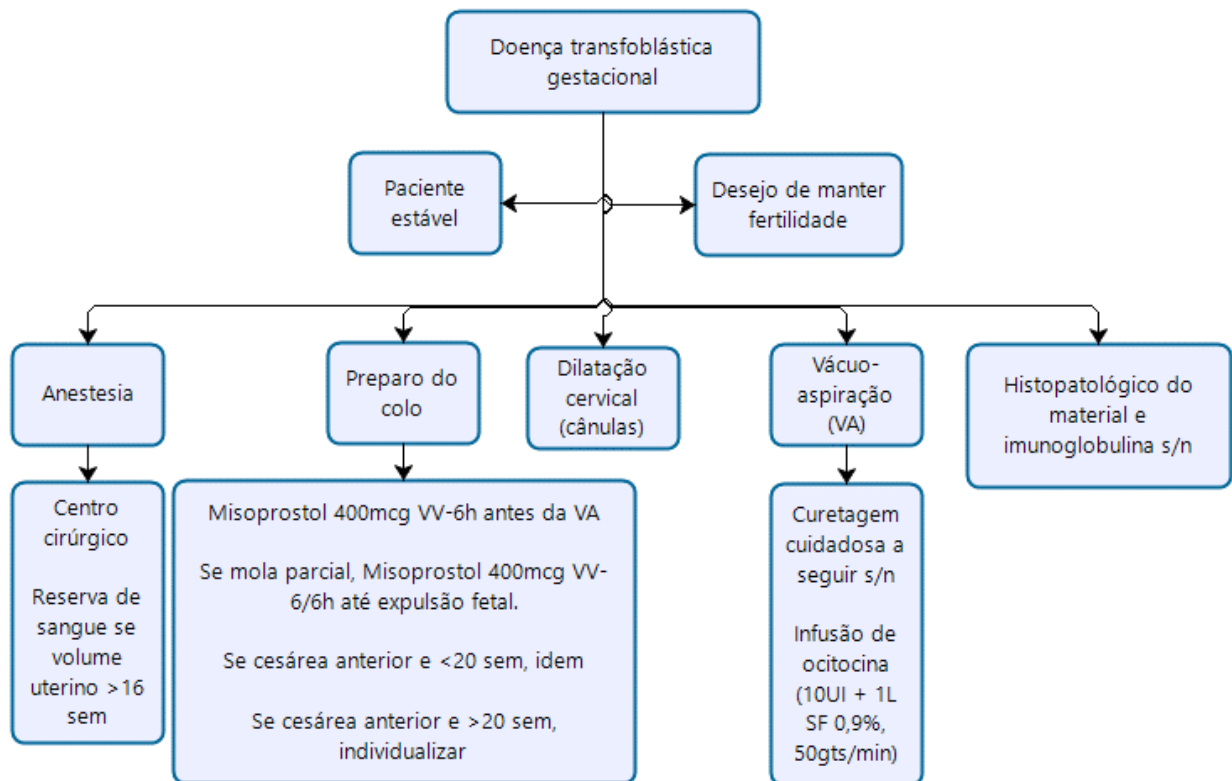 Doença transfoblástica
gestacional
Paciente
estável
Desejo de manter
fertilidade
Anestesia
Preparo do
colo
Dilatação
cervical
(cânulas)
Vácuo-
aspiração
(VA)
Histopatológico do
material e
imunoglobulina s/n
Centro
cirúrgico
Reserva de
sangue se
volume
uterino >16
sem
Misoprostol 400mcg VV-6h antes da VA
Se mola parcial, Misoprostol 400mcg VV-
6/6h até expulsão fetal.
Se cesárea anterior e <20 sem, idem
Se cesárea anterior e >20 sem,
individualizar
Curetagem
cuidadosa a
seguir s/n
Infusão de
ocitocina
(10UI + 1L
SF 0,9%,
50gts/min)